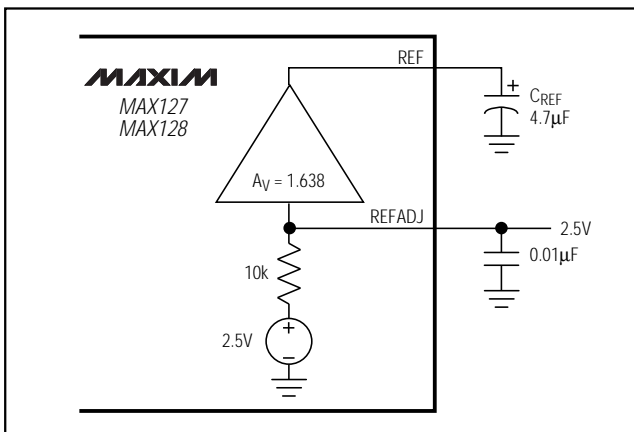 REF
MAXIM
MAX127
MAX128
+
CREF
4.7µF
AV = 1.638
REFADJ
2.5V
0.01µF
10k
2.5V
+
−